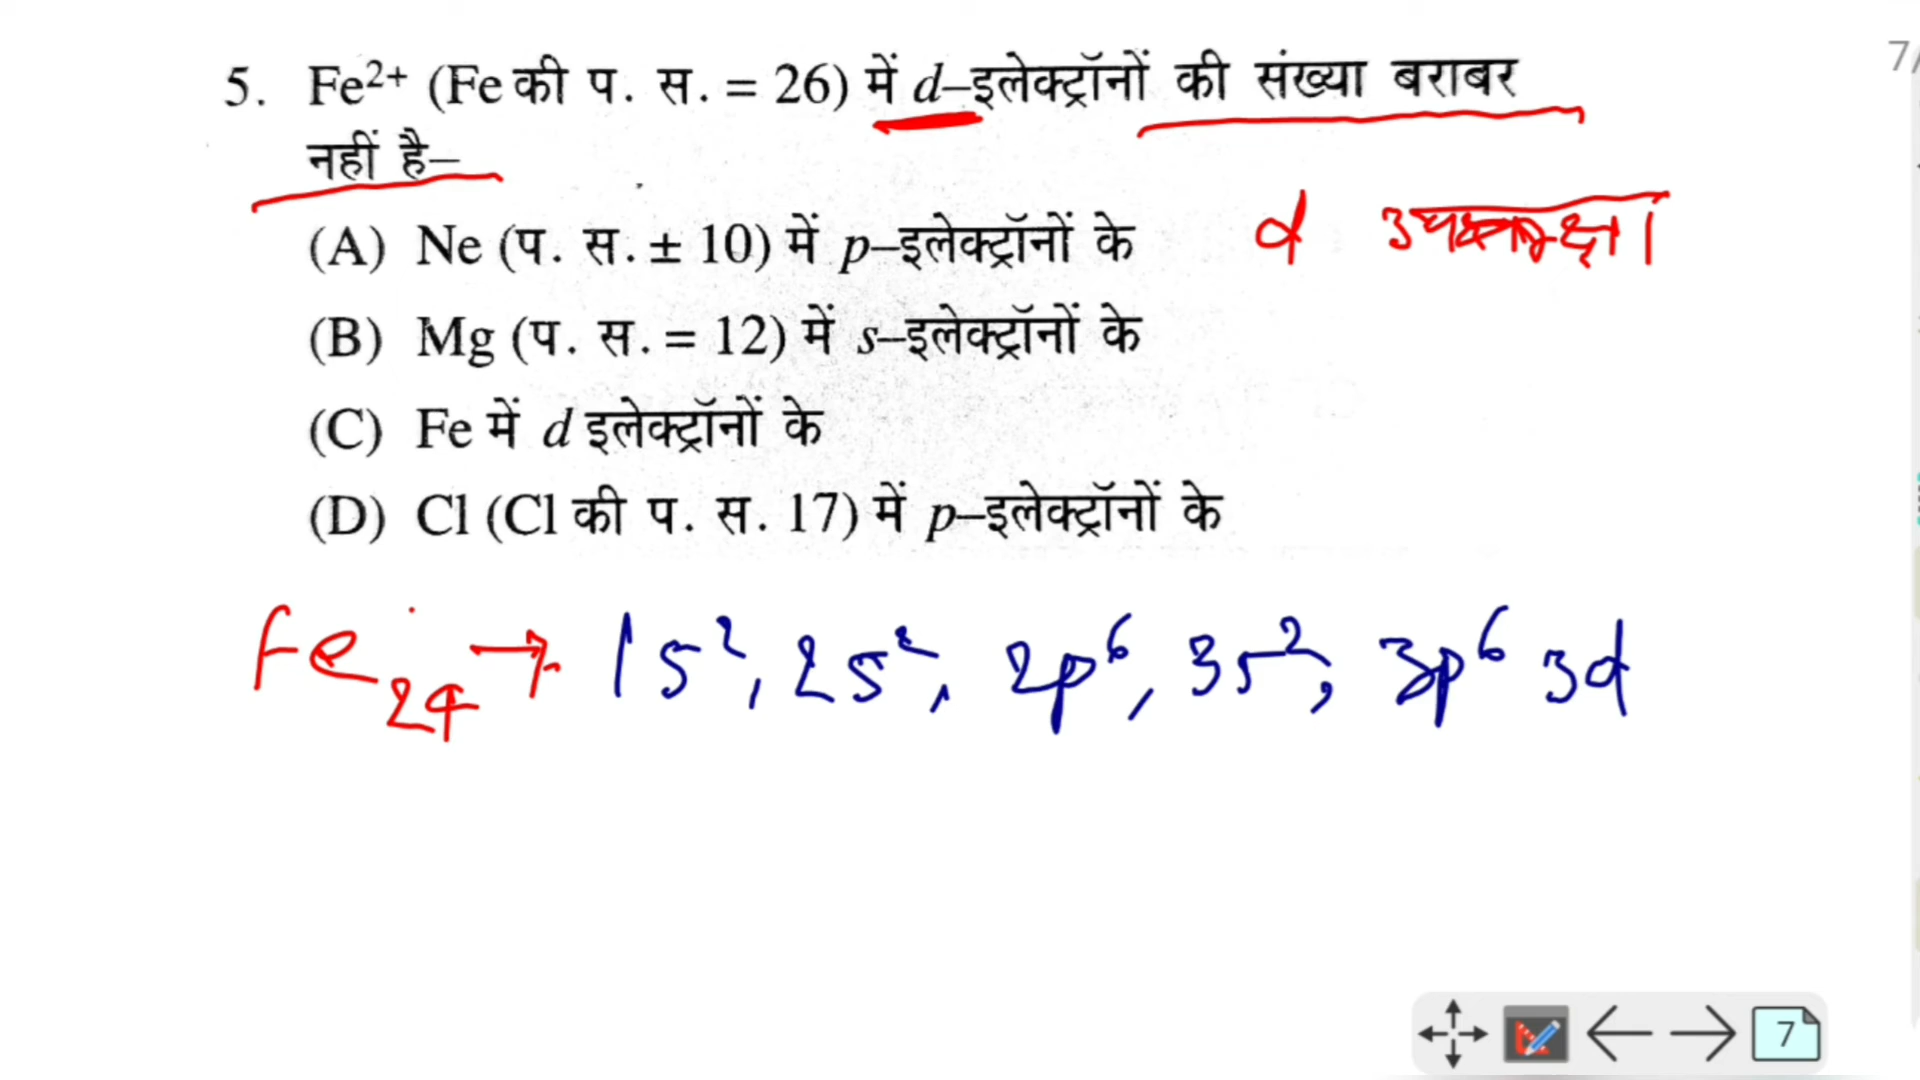 7/
5. Fe²⁺ (Fe की प. स. = 26) में d–इलेक्ट्रॉनों की संख्या बराबर
नहीं है–
(A) Ne (प. स. ± 10) में p–इलेक्ट्रॉनों के
d उपकक्षा
(B) Mg (प. स. = 12) में s–इलेक्ट्रॉनों के
(C) Fe में d इलेक्ट्रॉनों के
(D) Cl (Cl की प. स. 17) में p–इलेक्ट्रॉनों के
Fe₂₄ → 1s², 2s², 2p⁶, 3s², 3p⁶ 3d
7